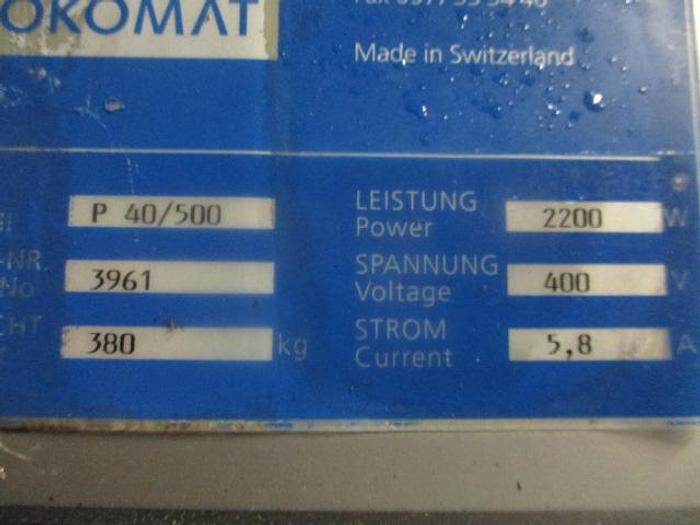 OKOMAT
Made in Switzerland
P 40/500
LEISTUNG
Power
2200 W
-NR.
No
3961
SPANNUNG
Voltage
400 V
CHT
380 kg
STROM
Current
5,8 A